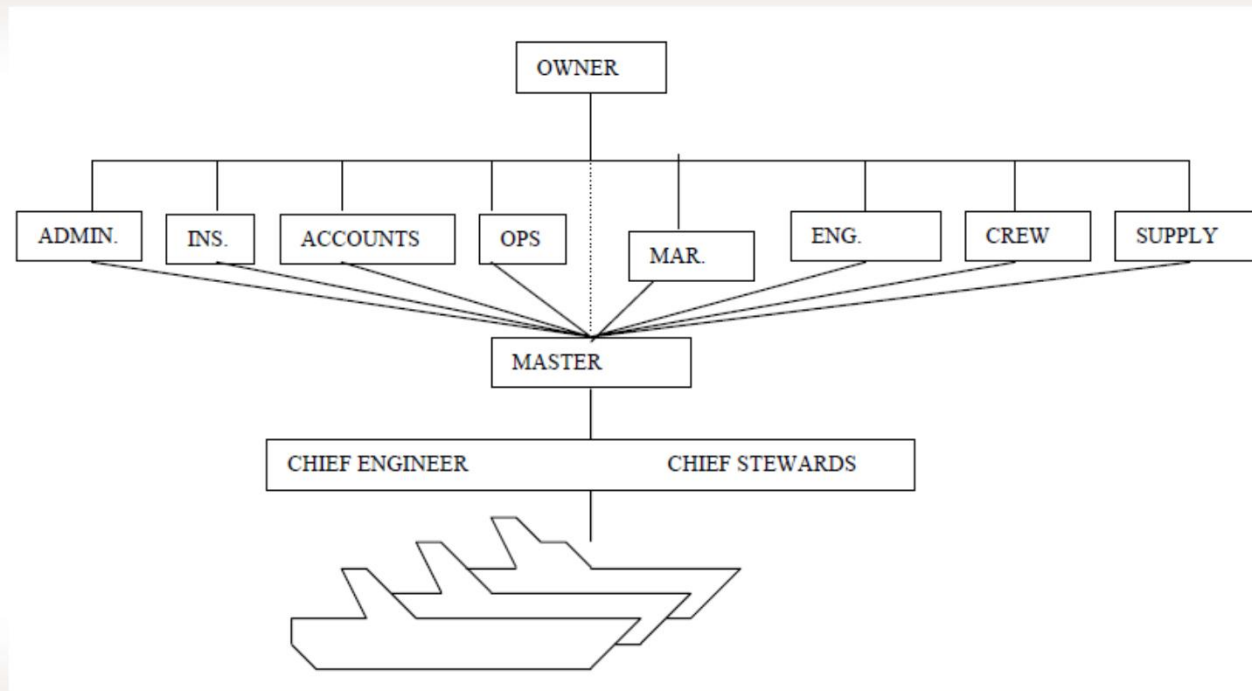 OWNER
ADMIN.
INS.
ACCOUNTS
OPS
MAR.
ENG.
CREW
SUPPLY
MASTER
CHIEF ENGINEER CHIEF STEWARDS